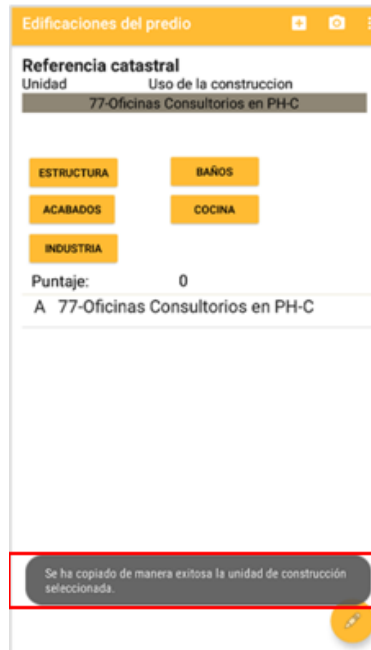 Edificaciones del predio
Referencia catastral
Unidad Uso de la construccion
77-Oficinas Consultorios en PH-C
ESTRUCTURA BAÑOS
ACABADOS COCINA
INDUSTRIA
Puntaje: 0
A 77-Oficinas Consultorios en PH-C
Se ha copiado de manera exitosa la unidad de construcción
seleccionada.